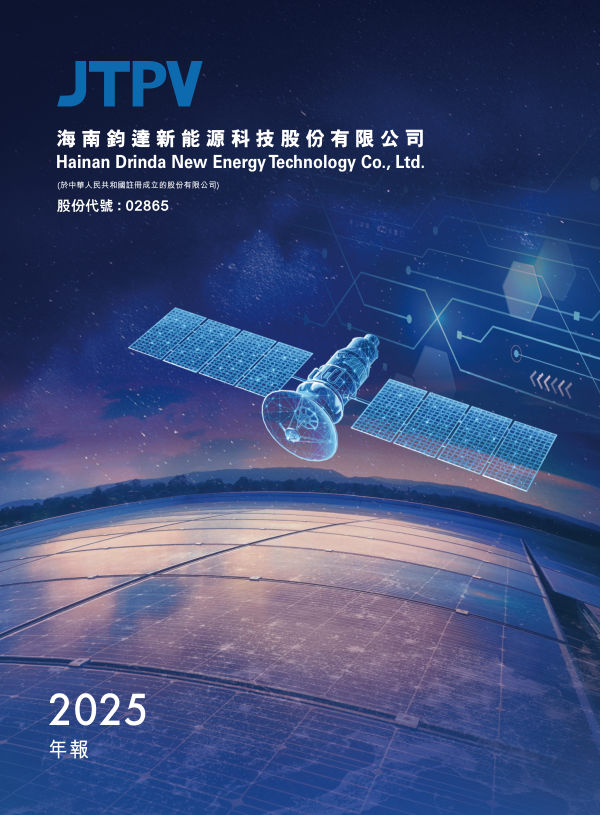 JTPV
海南鈞達新能源科技股份有限公司
Hainan Drinda New Energy Technology Co., Ltd.
(於中華人民共和國註冊成立的股份有限公司)
股份代號 : 02865
2025
年報